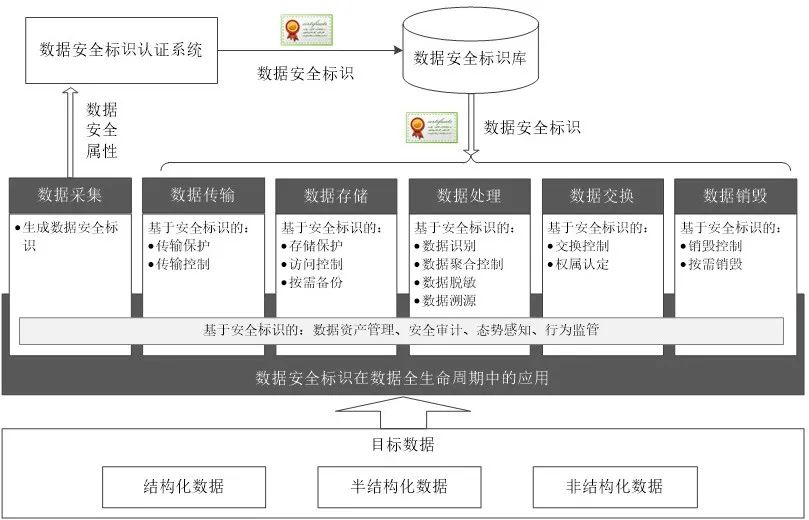 数据安全标识认证系统
数据安全标识
数据安全标识库
数据
安全
属性
数据安全标识
数据采集
生成数据安全标
识
数据传输
基于安全标识的:
传输保护
传输控制
数据存储
基于安全标识的:
存储保护
访问控制
按需备份
数据处理
基于安全标识的:
数据识别
数据聚合控制
数据脱敏
数据溯源
数据交换
基于安全标识的:
交换控制
权属认定
数据销毁
基于安全标识的:
销毁控制
按需销毁
基于安全标识的：数据资产管理、安全审计、态势感知、行为监管
数据安全标识在数据全生命周期中的应用
目标数据
结构化数据
半结构化数据
非结构化数据